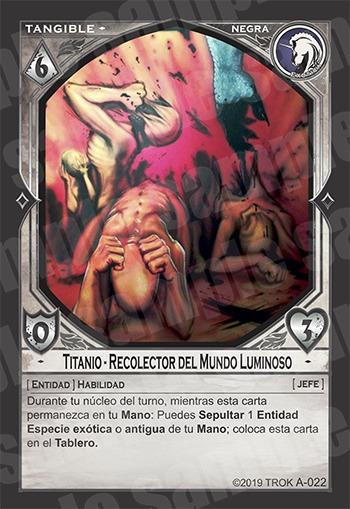 TANGIBLE
NEGRA
6
Excalibur
0
3
TITANIO - RECOLECTOR DEL MUNDO LUMINOSO
[ ENTIDAD ] HABILIDAD
[ JEFE ]
Durante tu núcleo del turno, mientras esta carta
permanezca en tu Mano: Puedes Sepultar 1 Entidad
Especie exótica o antigua de tu Mano; coloca esta carta
en el Tablero.
©2019 TROK A-022